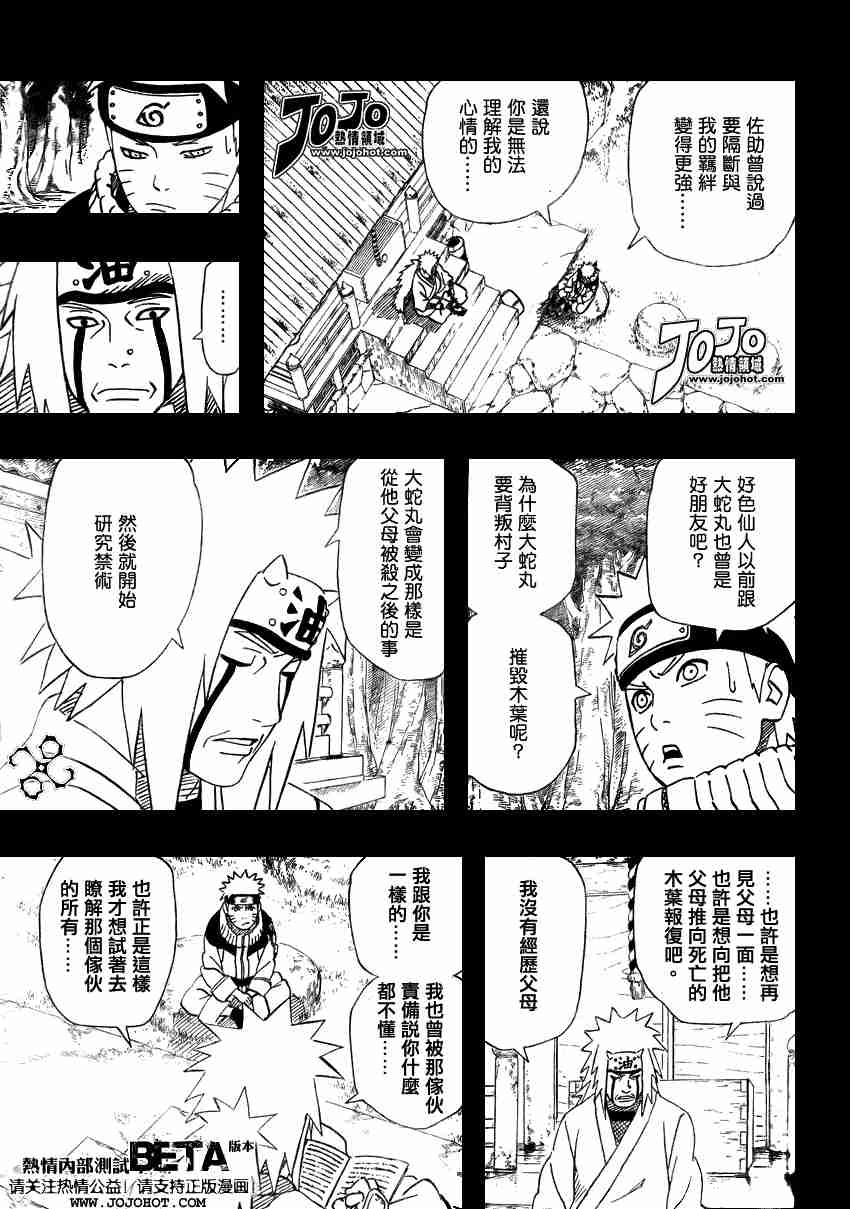 佐助曾說過
要隔斷與
我的羈絆
變得更強……
還說
你是無法
理解我的
心情的……
JOJO
熱情領域
www.jojohot.com
JOJO
熱情領域
www.jojohot.com
油
……
好色仙人以前跟
大蛇丸也曾是
好朋友吧？
為什麼大蛇丸
要背叛村子
摧毀木葉呢？
大蛇丸會變成那樣是
從他父母被殺之後的事
然後就開始
研究禁術
油
……也許是想再
見父母一面……
也許是想向把他
父母推向死亡的
木葉報復吧。
我沒有經歷父母
油
我跟你是
一樣的……
我也曾被那傢伙
責備說你什麼
都不懂……
也許正是這樣
我才想試著去
瞭解那個傢伙
的所有……
熱情內部測試BETA版本
请关注热情公益！请支持正版漫画
WWW.JOJOHOT.COM